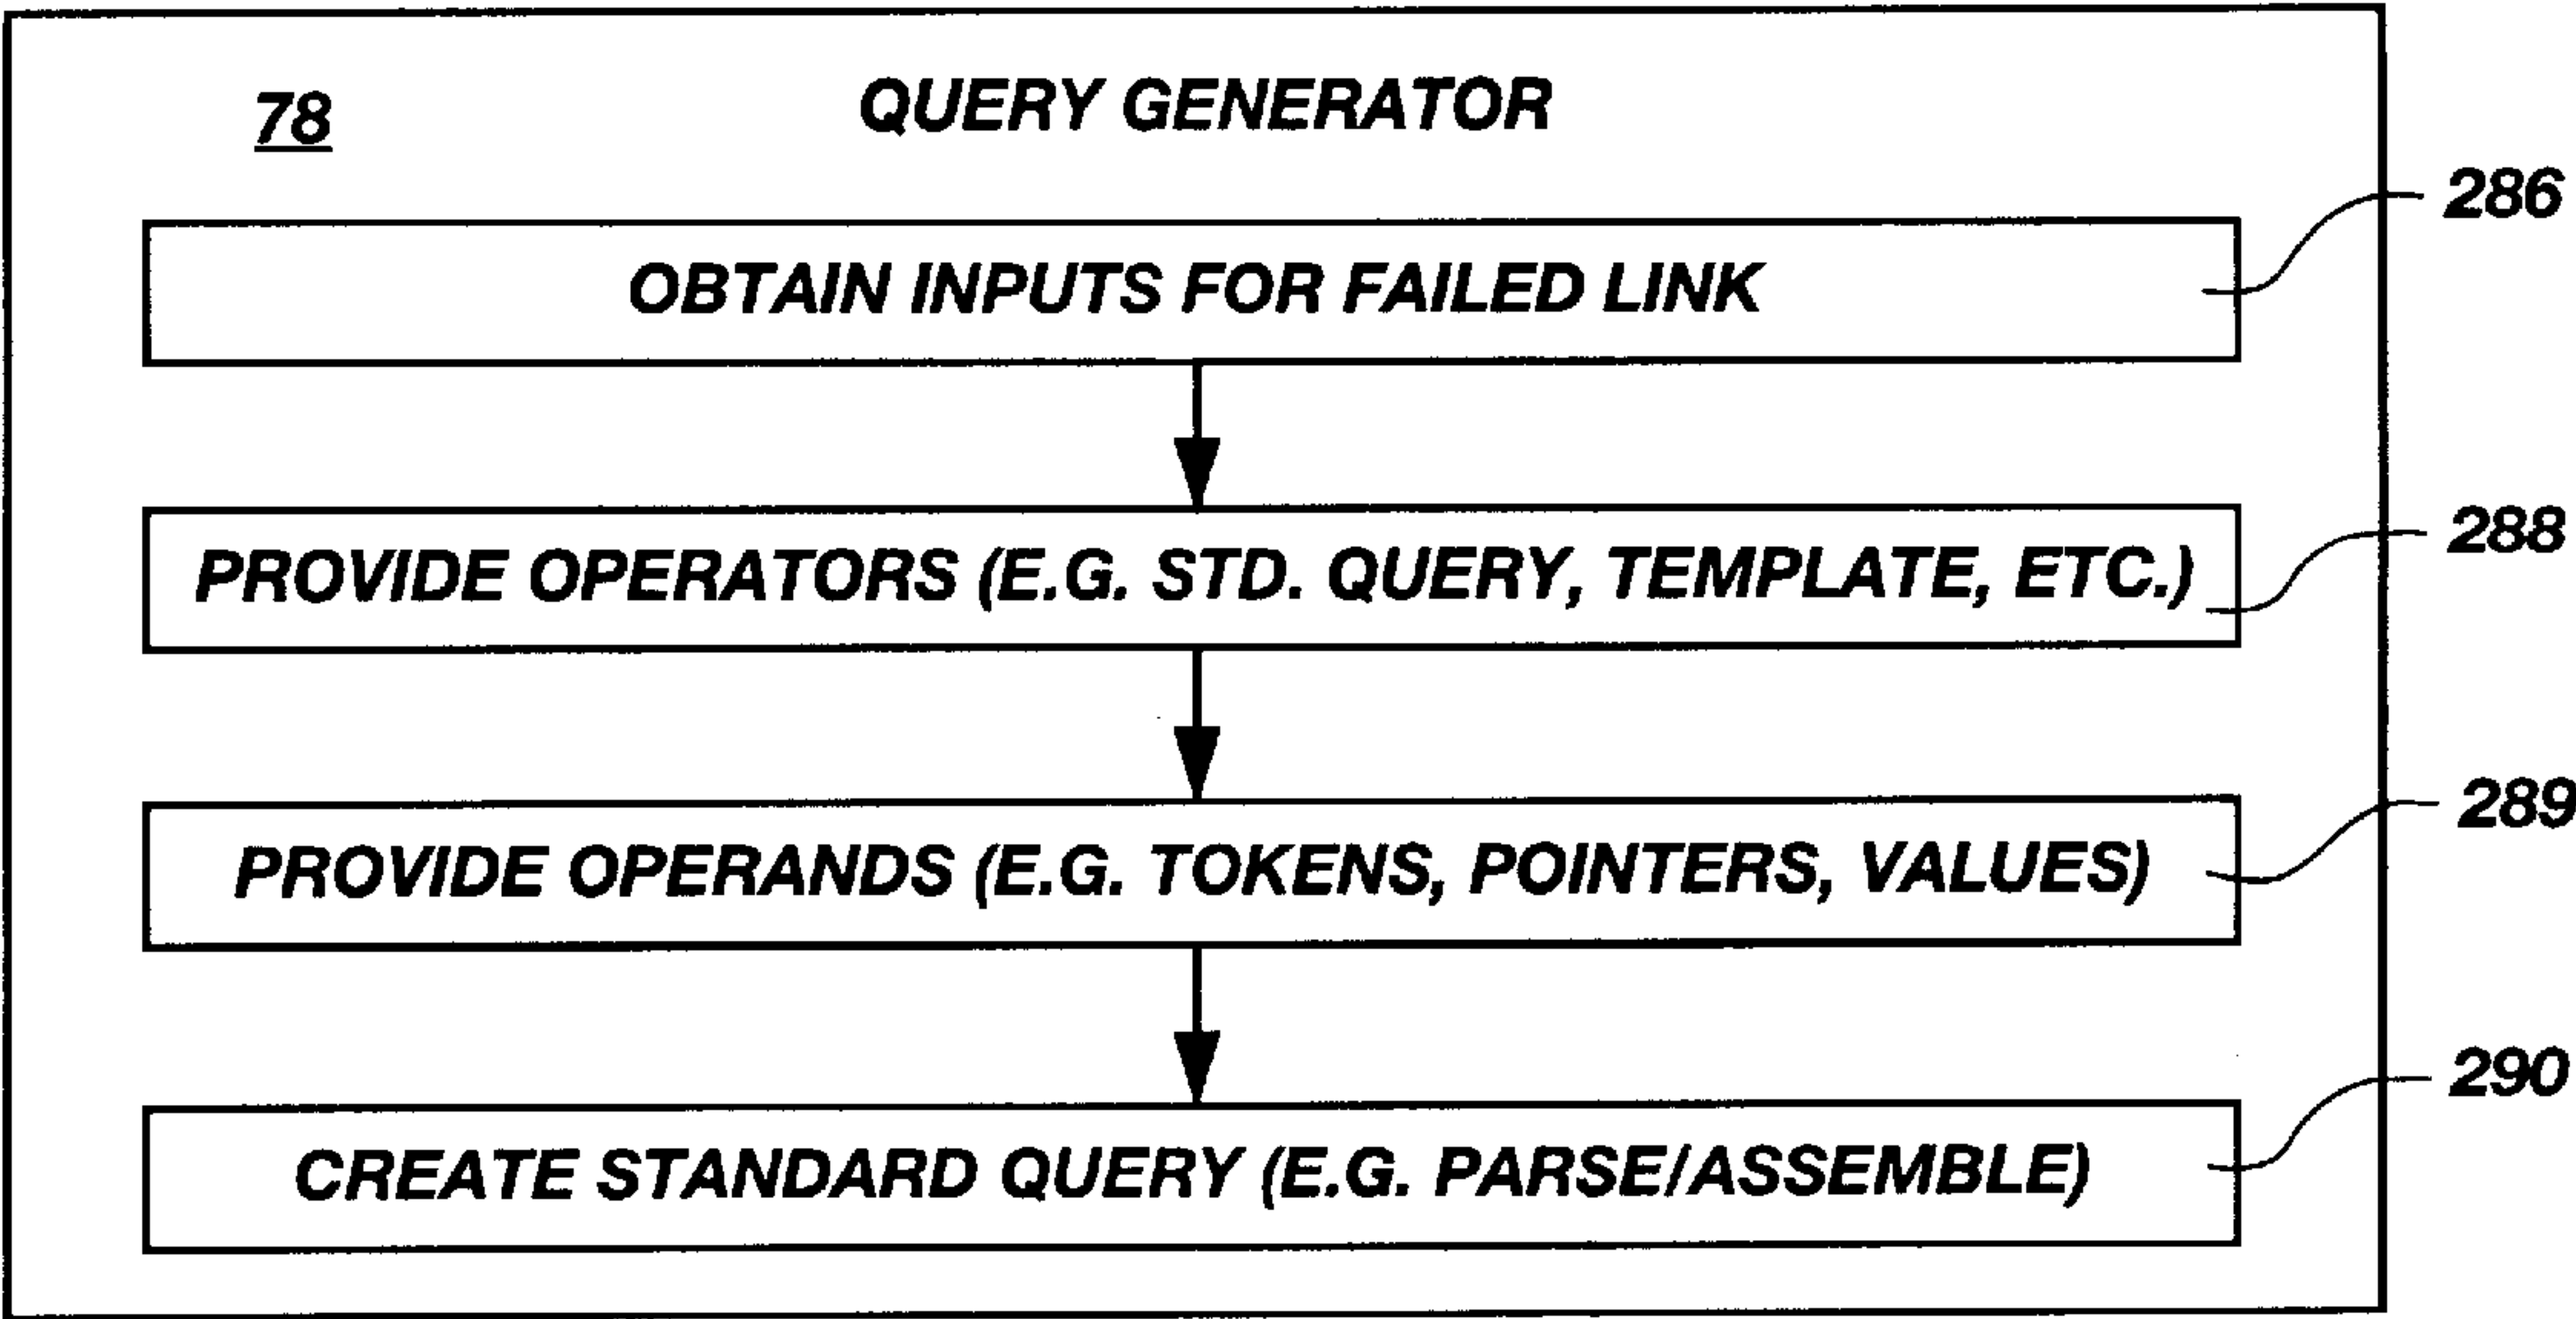 78
QUERY GENERATOR
286
OBTAIN INPUTS FOR FAILED LINK
288
PROVIDE OPERATORS (E.G. STD. QUERY, TEMPLATE, ETC.)
289
PROVIDE OPERANDS (E.G. TOKENS, POINTERS, VALUES)
290
CREATE STANDARD QUERY (E.G. PARSE/ASSEMBLE)